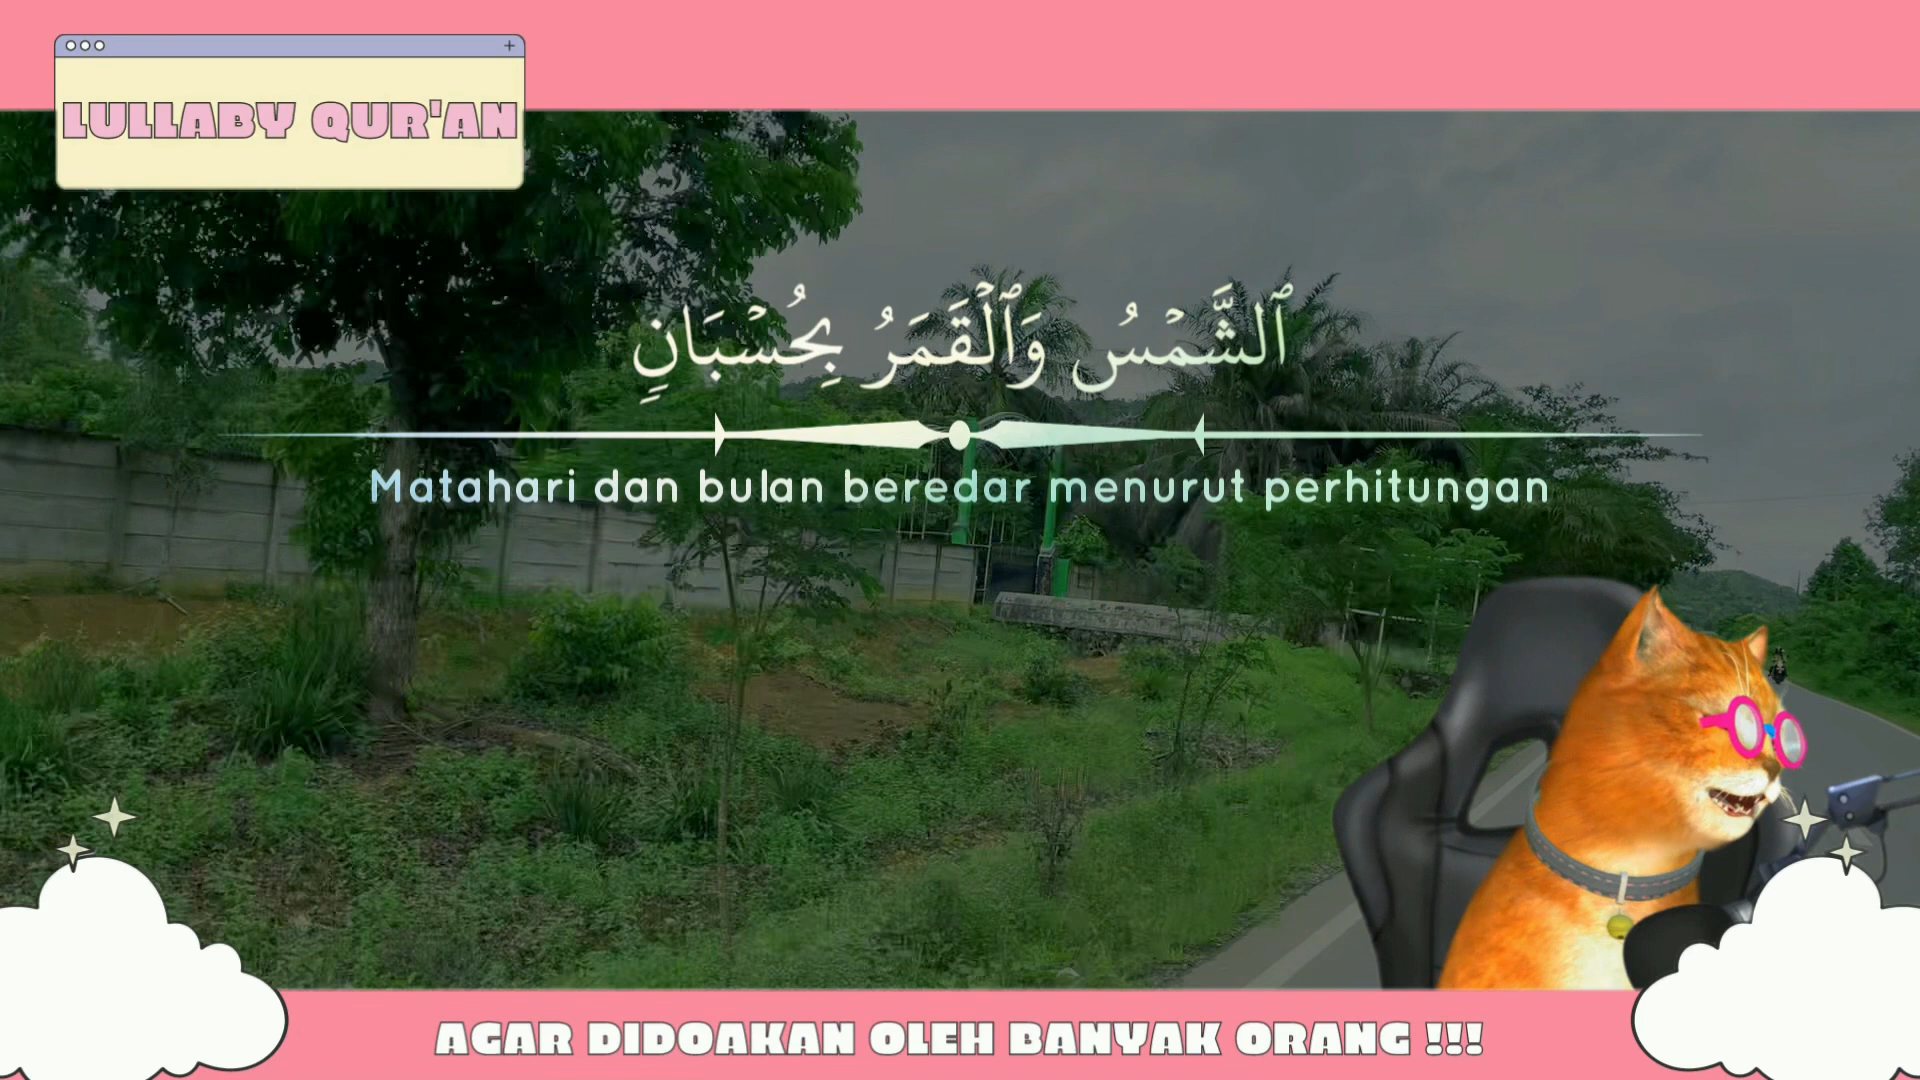 LULLABY QUR'AN
ٱلشَّمۡسُ وَٱلۡقَمَرُ بِحُسۡبَانٖ
Matahari dan bulan beredar menurut perhitungan
AGAR DIDOAKAN OLEH BANYAK ORANG !!!